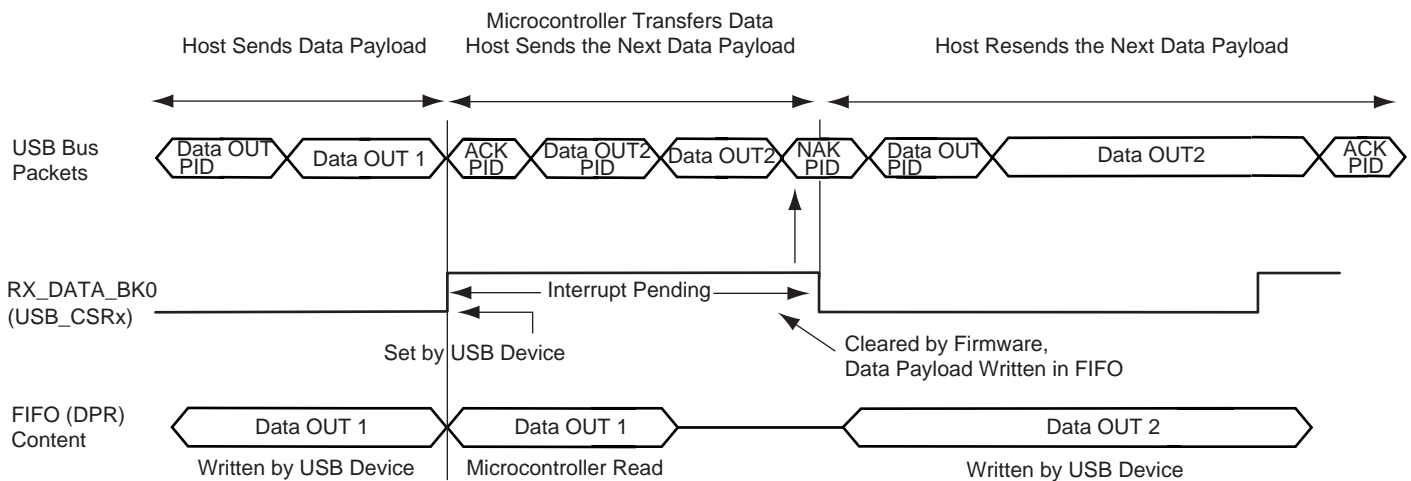 Microcontroller Transfers Data
Host Sends Data Payload
Host Sends the Next Data Payload
Host Resends the Next Data Payload
USB Bus
Packets
Data OUT
PID
Data OUT 1
ACK
PID
Data OUT2
PID
Data OUT2
NAK
PID
Data OUT
PID
Data OUT2
ACK
PID
RX_DATA_BK0
(USB_CSRx)
Interrupt Pending
Set by USB Device
Cleared by Firmware,
Data Payload Written in FIFO
FIFO (DPR)
Content
Data OUT 1
Data OUT 1
Data OUT 2
Written by USB Device
Microcontroller Read
Written by USB Device